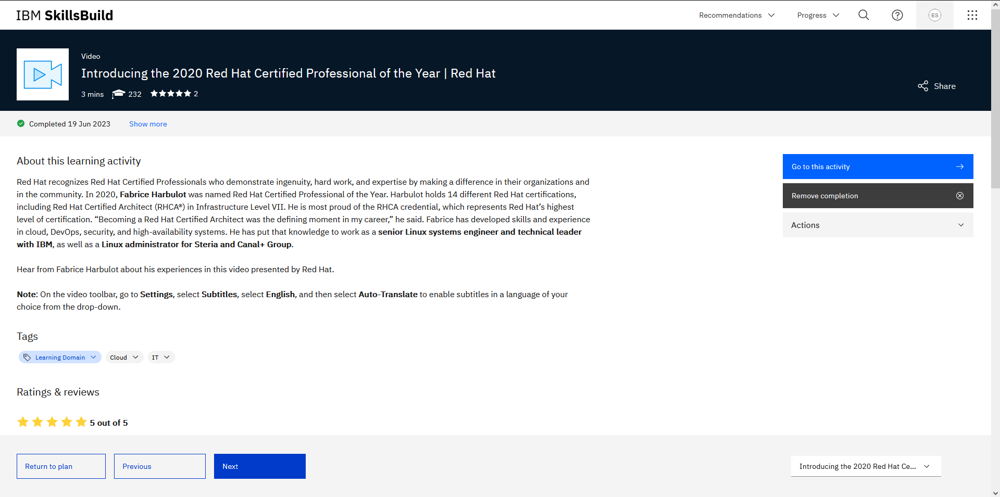 IBM SkillsBuild
Recommendations
Progress
ES
Video
Introducing the 2020 Red Hat Certified Professional of the Year | Red Hat
3 mins 232 2
Share
Completed 19 Jun 2023 Show more
About this learning activity
Red Hat recognizes Red Hat Certified Professionals who demonstrate ingenuity, hard work, and expertise by making a difference in their organizations and
in the community. In 2020, Fabrice Harbulot was named Red Hat Certified Professional of the Year. Harbulot holds 14 different Red Hat certifications,
including Red Hat Certified Architect (RHCA®) in Infrastructure Level VII. He is most proud of the RHCA credential, which represents Red Hat’s highest
level of certification. “Becoming a Red Hat Certified Architect was the defining moment in my career,” he said. Fabrice has developed skills and experience
in cloud, DevOps, security, and high-availability systems. He has put that knowledge to work as a senior Linux systems engineer and technical leader
with IBM, as well as a Linux administrator for Steria and Canal+ Group.
Hear from Fabrice Harbulot about his experiences in this video presented by Red Hat.
Note: On the video toolbar, go to Settings, select Subtitles, select English, and then select Auto-Translate to enable subtitles in a language of your
choice from the drop-down.
Go to this activity
Remove completion
Actions
Tags
Learning Domain
Cloud
IT
Ratings & reviews
5 out of 5
Return to plan
Previous
Next
Introducing the 2020 Red Hat Ce...